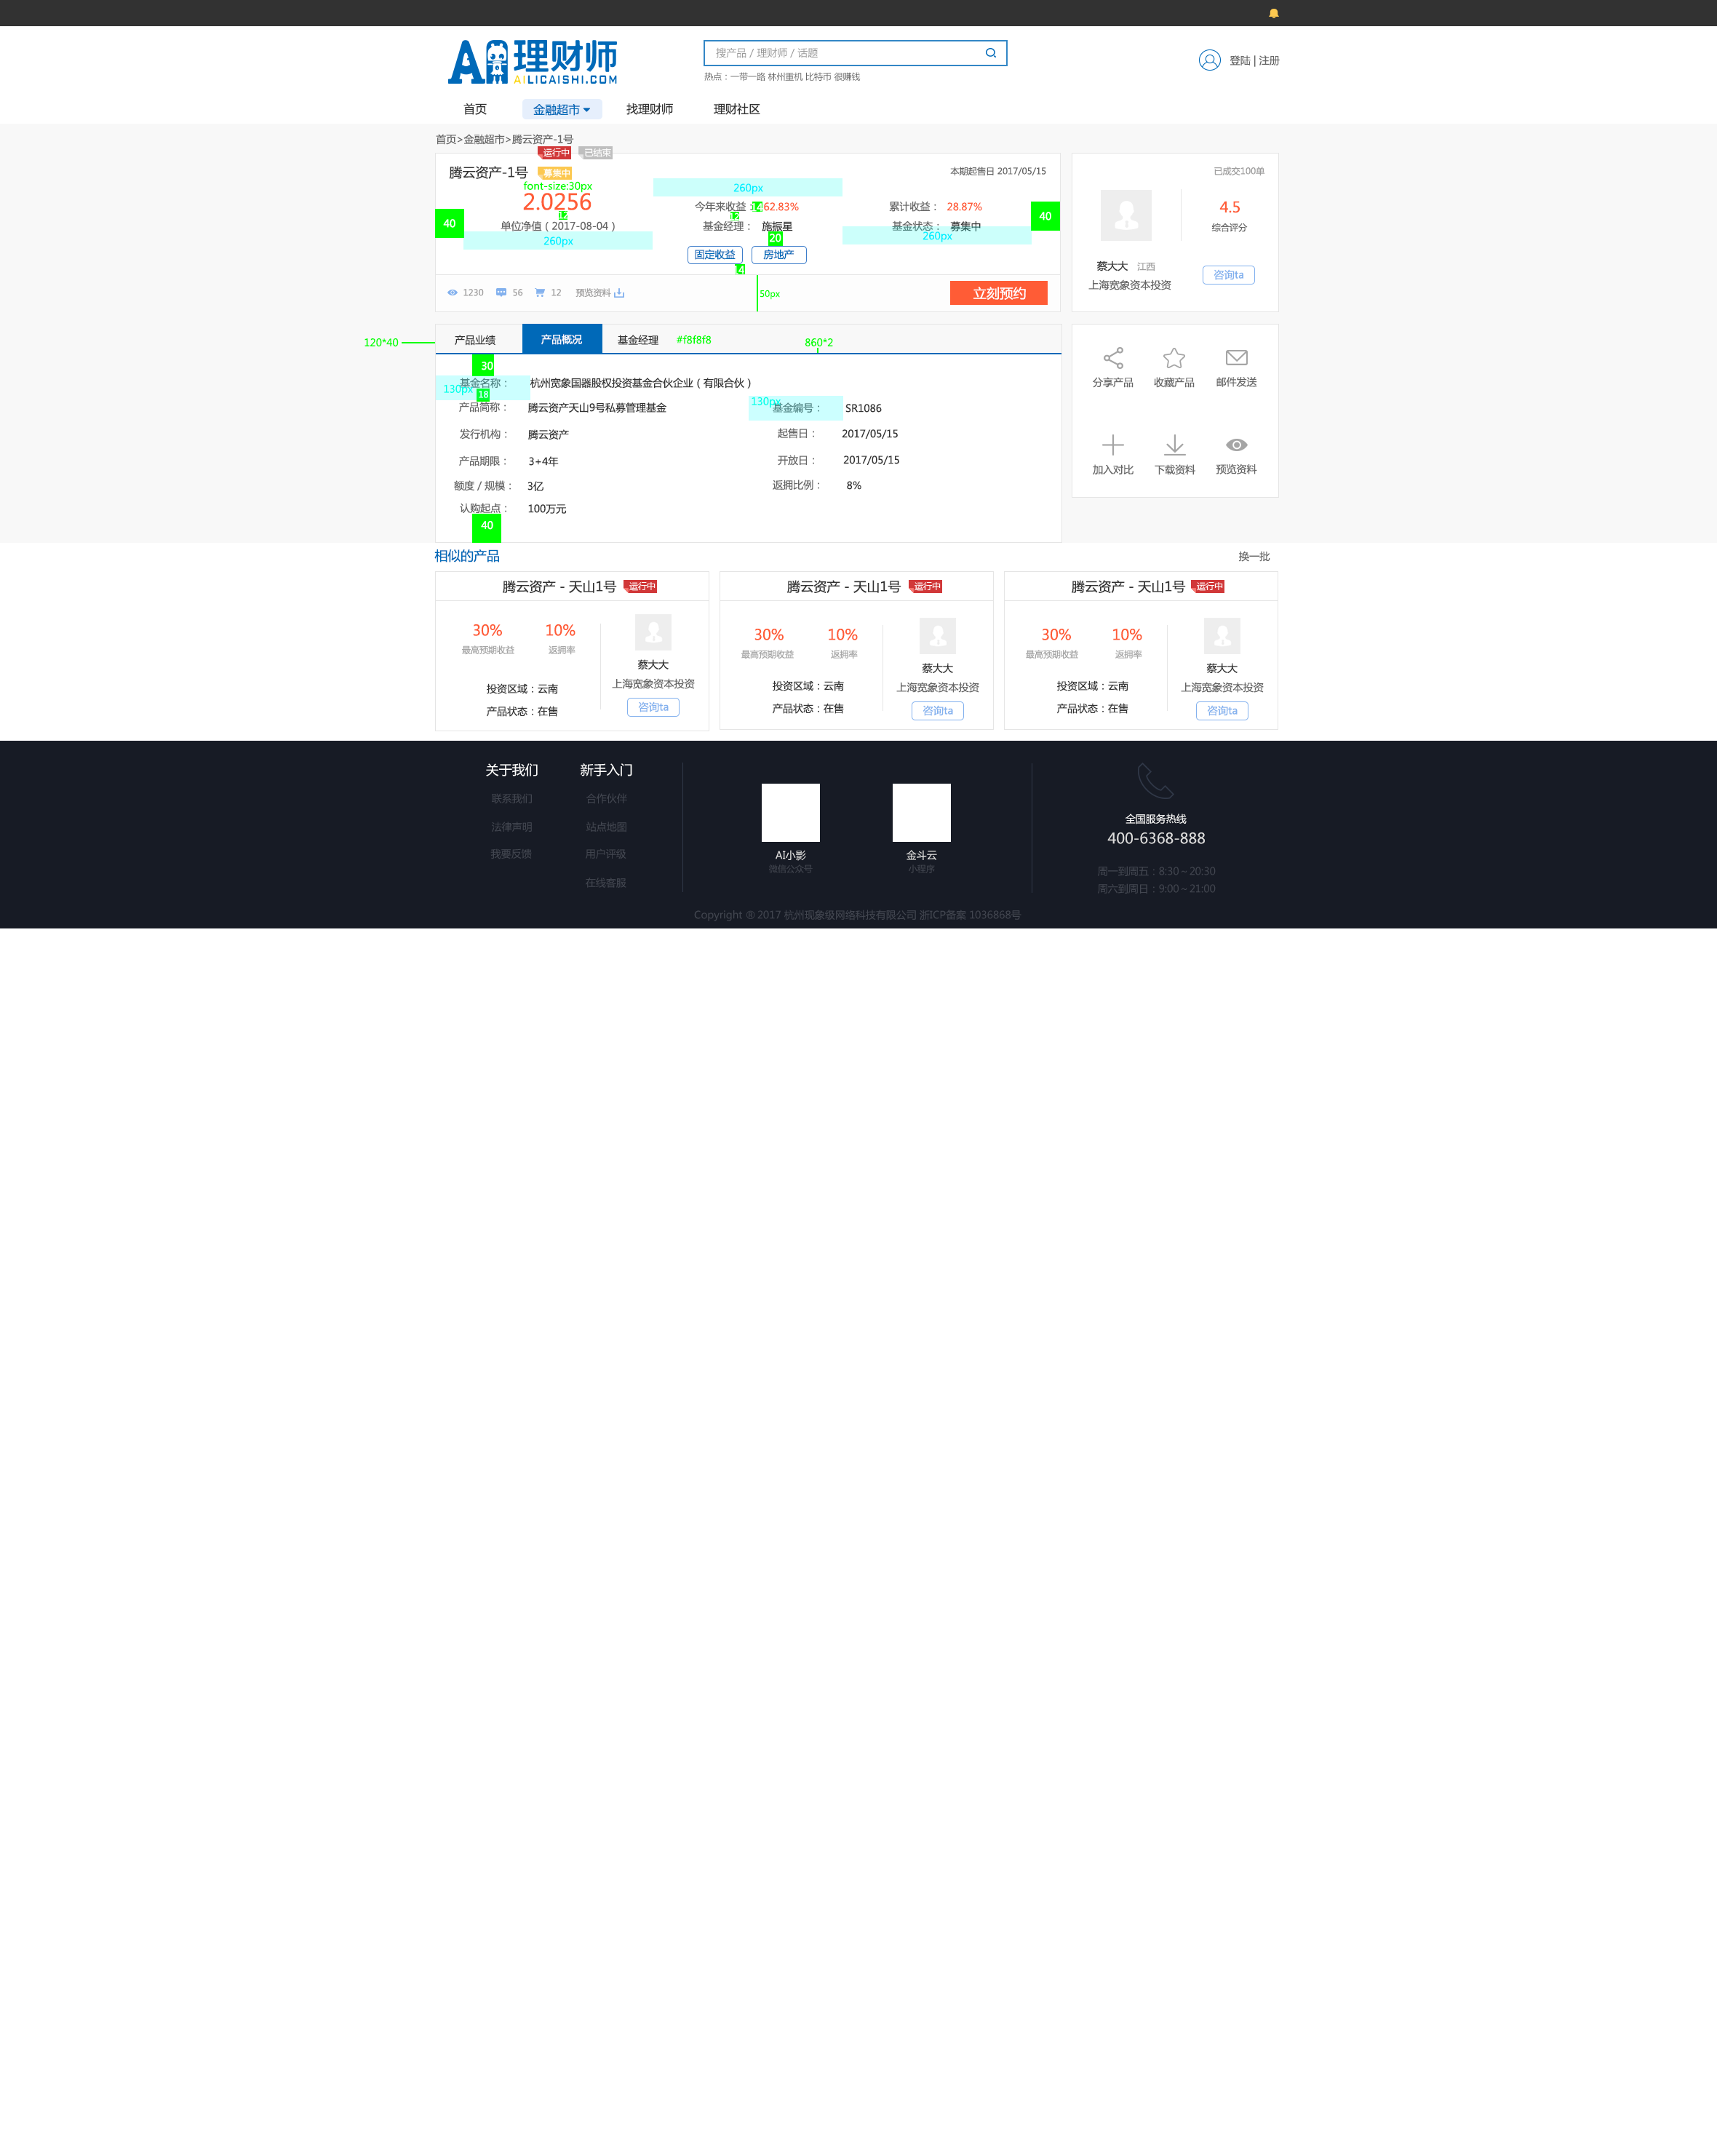 AI理财师
AILICAISHI.COM
搜产品 / 理财师 / 话题
热点：一带一路 林州重机 比特币 很赚钱
登陆 | 注册
首页 金融超市 找理财师 理财社区
首页>金融超市>腾云资产-1号
运行中 已结束
腾云资产-1号 募集中 本期起售日 2017/05/15
font-size:30px
260px
2.0256
今年来收益： 14 62.83%
累计收益： 28.87%
40
12
12
40
单位净值（2017-08-04）
基金经理： 施振星
基金状态： 募集中
260px
20
260px
固定收益 房地产
14
1230 56 12 预览资料
50px
立刻预约
已成交100单
4.5
综合评分
蔡大大 江西
上海宽象资本投资
咨询ta
120*40
产品业绩 产品概况 基金经理 #f8f8f8 860*2
30
基金名称： 杭州宽象国器股权投资基金合伙企业（有限合伙）
130px
18
产品简称： 腾云资产天山9号私募管理基金
130px
基金编号： SR1086
发行机构： 腾云资产
起售日： 2017/05/15
产品期限： 3+4年
开放日： 2017/05/15
额度 / 规模： 3亿
返拥比例： 8%
认购起点： 100万元
40
分享产品 收藏产品 邮件发送
加入对比 下载资料 预览资料
相似的产品 换一批
腾云资产 - 天山1号 运行中
30% 10%
最高预期收益 返拥率
投资区域：云南
产品状态：在售
蔡大大
上海宽象资本投资
咨询ta
腾云资产 - 天山1号 运行中
30% 10%
最高预期收益 返拥率
投资区域：云南
产品状态：在售
蔡大大
上海宽象资本投资
咨询ta
腾云资产 - 天山1号 运行中
30% 10%
最高预期收益 返拥率
投资区域：云南
产品状态：在售
蔡大大
上海宽象资本投资
咨询ta
关于我们
联系我们
法律声明
我要反馈
新手入门
合作伙伴
站点地图
用户评级
在线客服
AI小影
微信公众号
金斗云
小程序
全国服务热线
400-6368-888
周一到周五：8:30～20:30
周六到周日：9:00～21:00
Copyright ® 2017 杭州现象级网络科技有限公司 浙ICP备案 1036868号